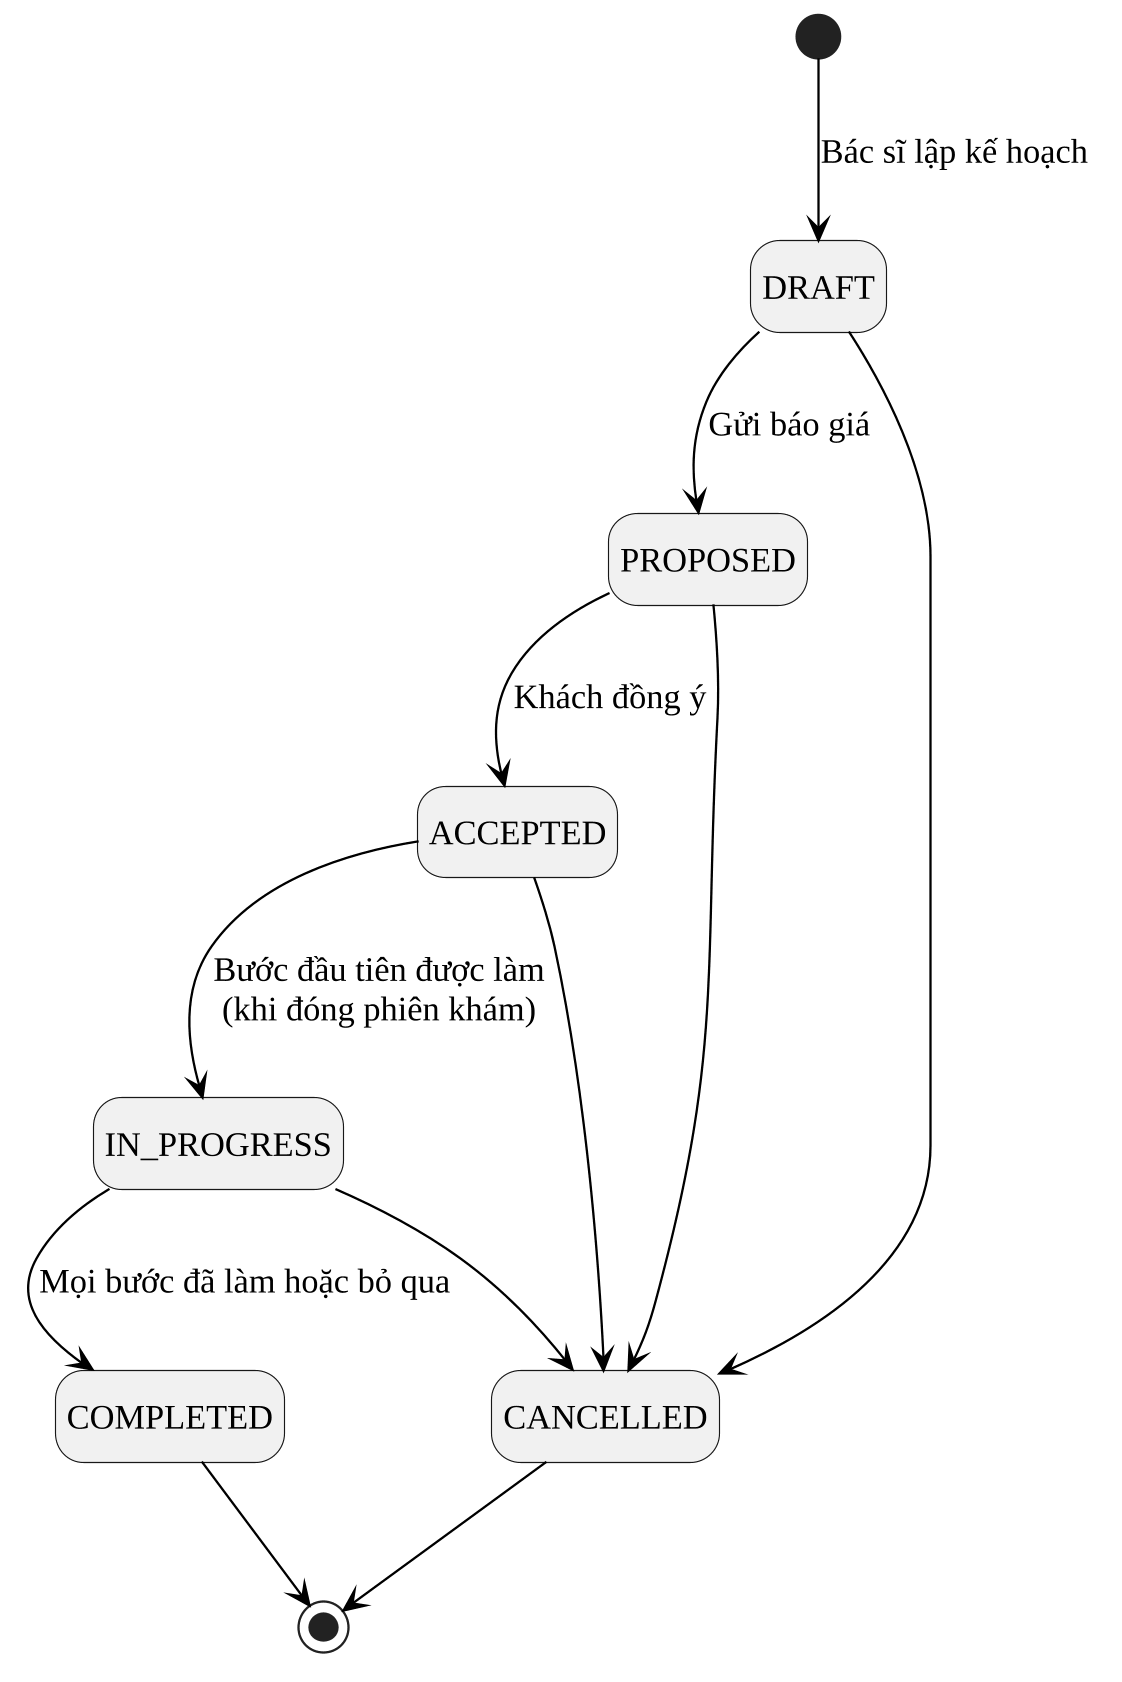 Bác sĩ lập kế hoạch
DRAFT
Gửi báo giá
PROPOSED
Khách đồng ý
ACCEPTED
Bước đầu tiên được làm
(khi đóng phiên khám)
IN_PROGRESS
Mọi bước đã làm hoặc bỏ qua
COMPLETED
CANCELLED